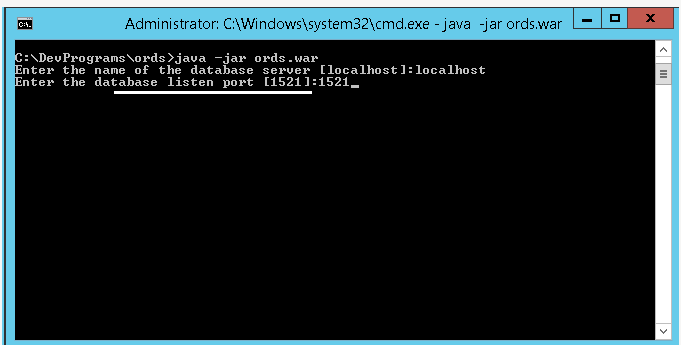 Administrator: C:\Windows\system32\cmd.exe - java -jar ords.war
C:\DevPrograms\ords>java -jar ords.war
Enter the name of the database server [localhost]:localhost
Enter the database listen port [1521]:1521_